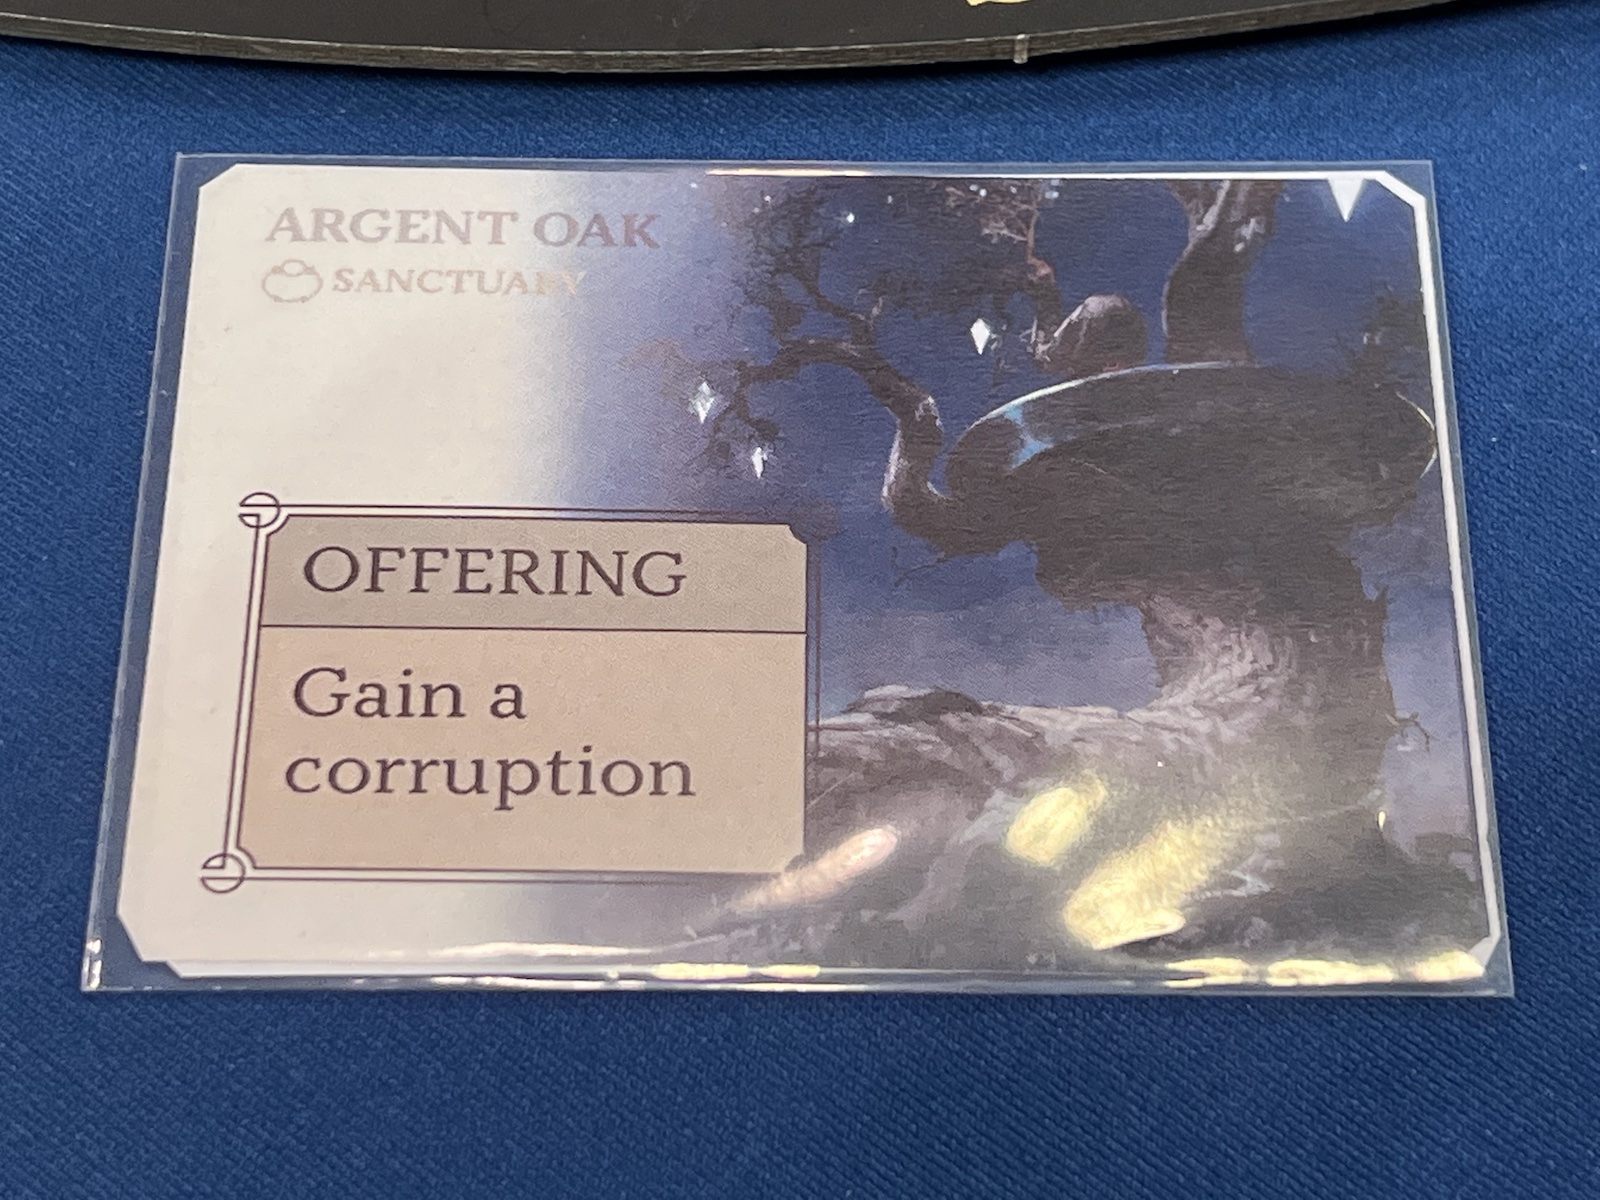 ARGENT OAK
SANCTUARY
OFFERING
Gain a
corruption